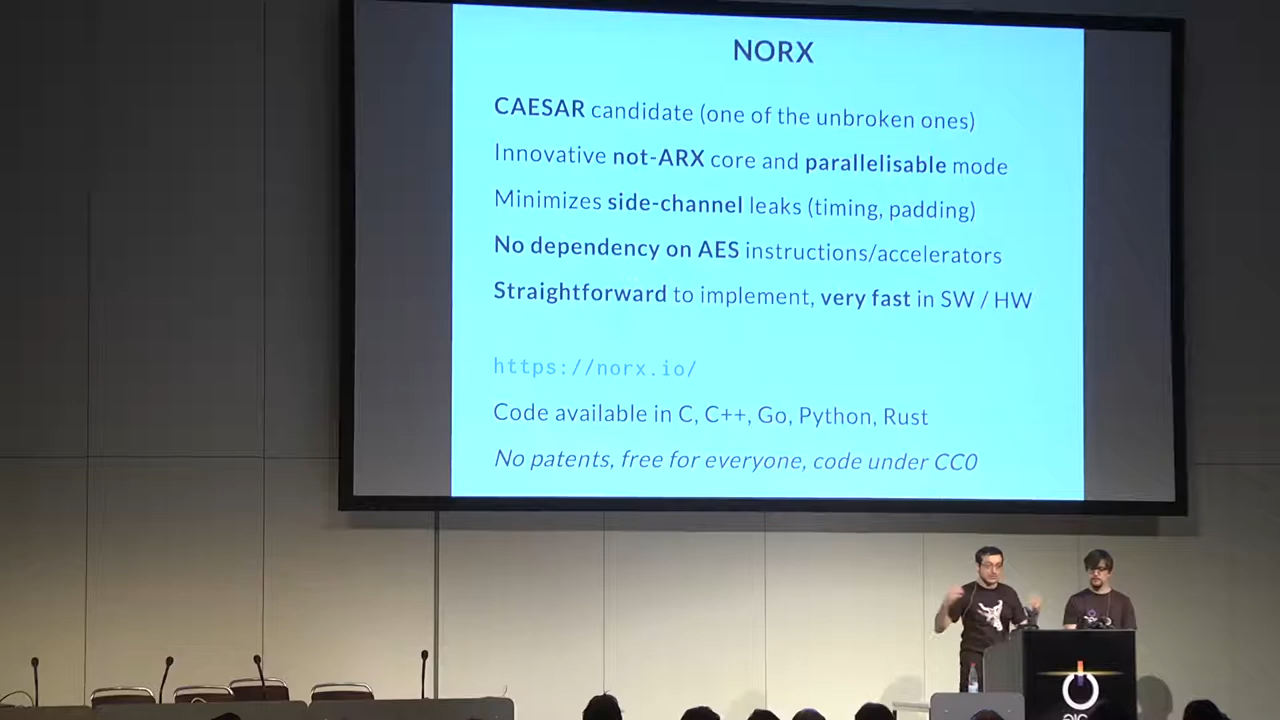 NORX
CAESAR candidate (one of the unbroken ones)
Innovative not-ARX core and parallelisable mode
Minimizes side-channel leaks (timing, padding)
No dependency on AES instructions/accelerators
Straightforward to implement, very fast in SW / HW
https://norx.io/
Code available in C, C++, Go, Python, Rust
No patents, free for everyone, code under CC0